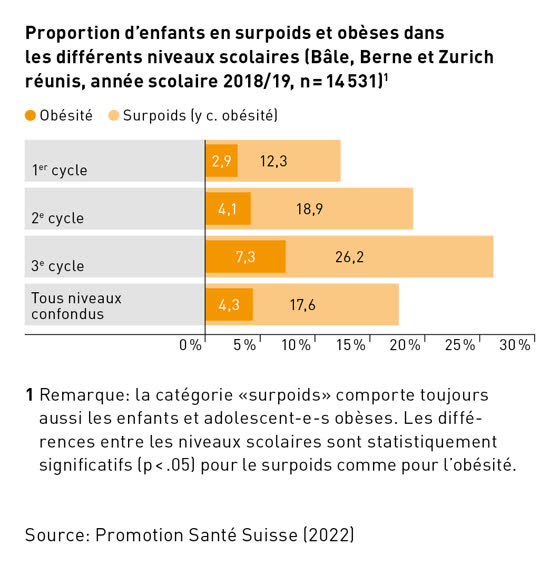 Proportion d’enfants en surpoids et obèses dans
les différents niveaux scolaires (Bâle, Berne et Zurich
réunis, année scolaire 2018/19, n = 14 531)¹
Obésité Surpoids (y c. obésité)
1er cycle 2,9 12,3
2e cycle 4,1 18,9
3e cycle 7,3 26,2
Tous niveaux
confondus 4,3 17,6
0 % 5 % 10 % 15 % 20 % 25 % 30 %
1 Remarque: la catégorie «surpoids» comporte toujours
aussi les enfants et adolescent-e-s obèses. Les diffé-
rences entre les niveaux scolaires sont statistiquement
significatifs (p < .05) pour le surpoids comme pour l’obésité.
Source: Promotion Santé Suisse (2022)